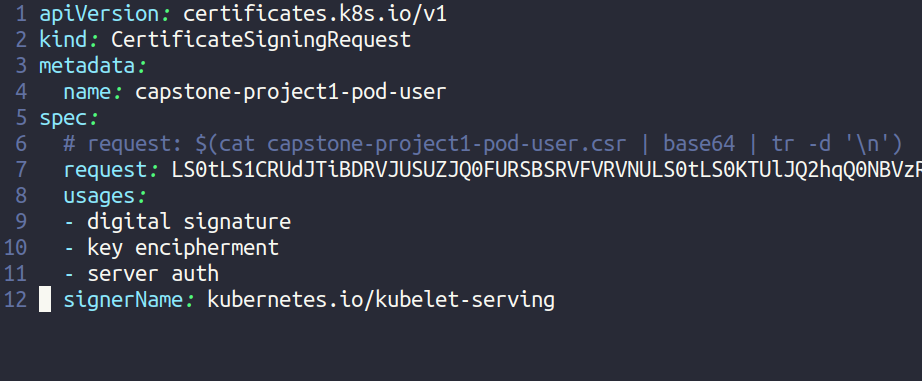 1 apiVersion: certificates.k8s.io/v1
2 kind: CertificateSigningRequest
3 metadata:
4   name: capstone-project1-pod-user
5 spec:
6   # request: $(cat capstone-project1-pod-user.csr | base64 | tr -d '\n')
7   request: LS0tLS1CRUdJTiBDRVJUSUZJQ0FURSBSRVFVRVNULS0tLS0KTUlJQ2hqQ0NBVzR
8   usages:
9   - digital signature
10   - key encipherment
11   - server auth
12   signerName: kubernetes.io/kubelet-serving